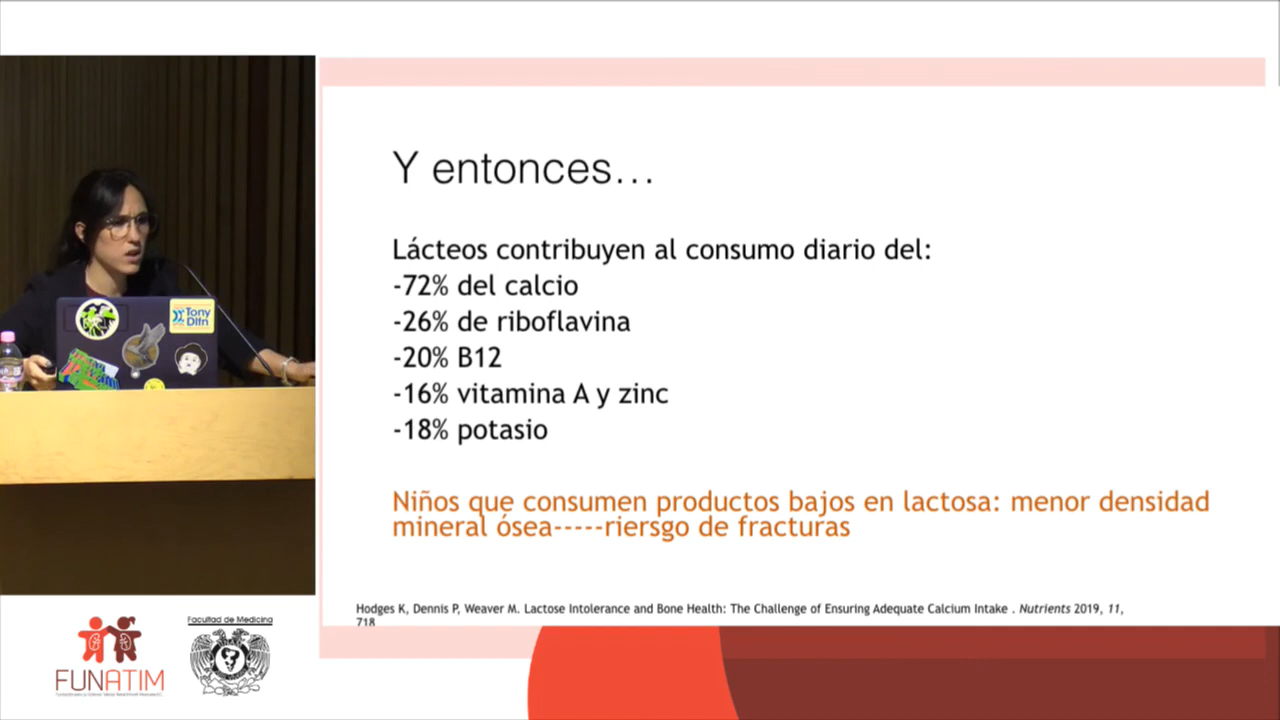 Y entonces...
Lácteos contribuyen al consumo diario del:
-72% del calcio
-26% de riboflavina
-20% B12
-16% vitamina A y zinc
-18% potasio
Niños que consumen productos bajos en lactosa: menor densidad
mineral ósea-----riersgo de fracturas
Hodges K, Dennis P, Weaver M. Lactose Intolerance and Bone Health: The Challenge of Ensuring Adequate Calcium Intake . Nutrients 2019, 11,
718
Tony
Dlfn
FUNATIM
Facultad de Medicina